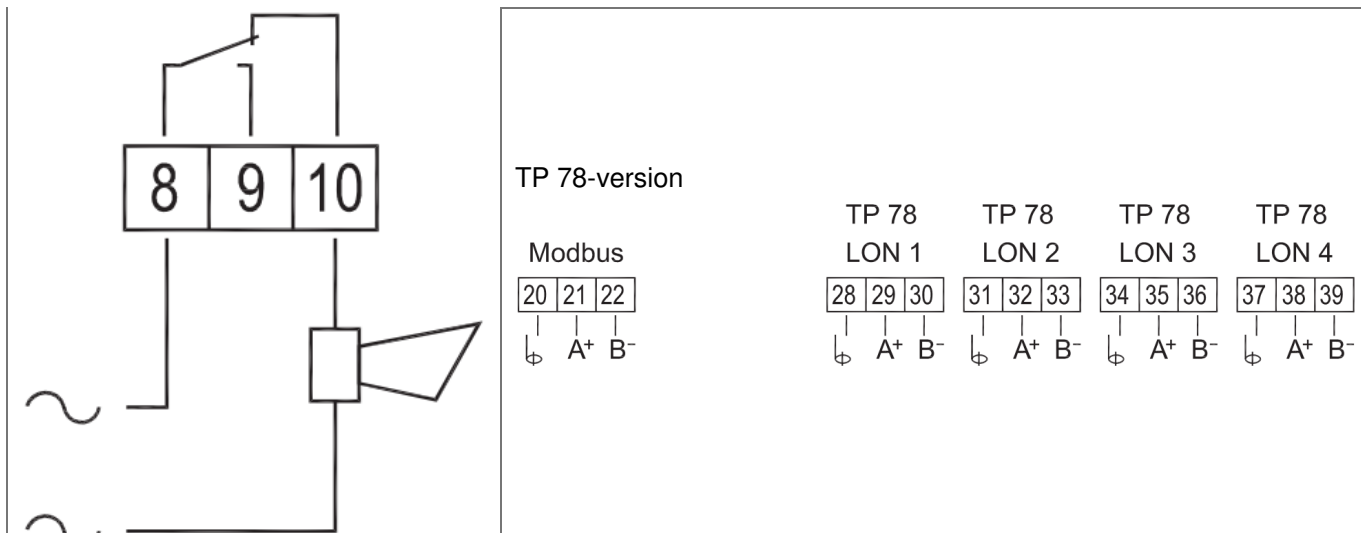 8 9 10
TP 78-version
TP 78 TP 78 TP 78 TP 78
Modbus LON 1 LON 2 LON 3 LON 4
20 21 22 28 29 30 31 32 33 34 35 36 37 38 39
A+ B- A+ B- A+ B- A+ B- A+ B-